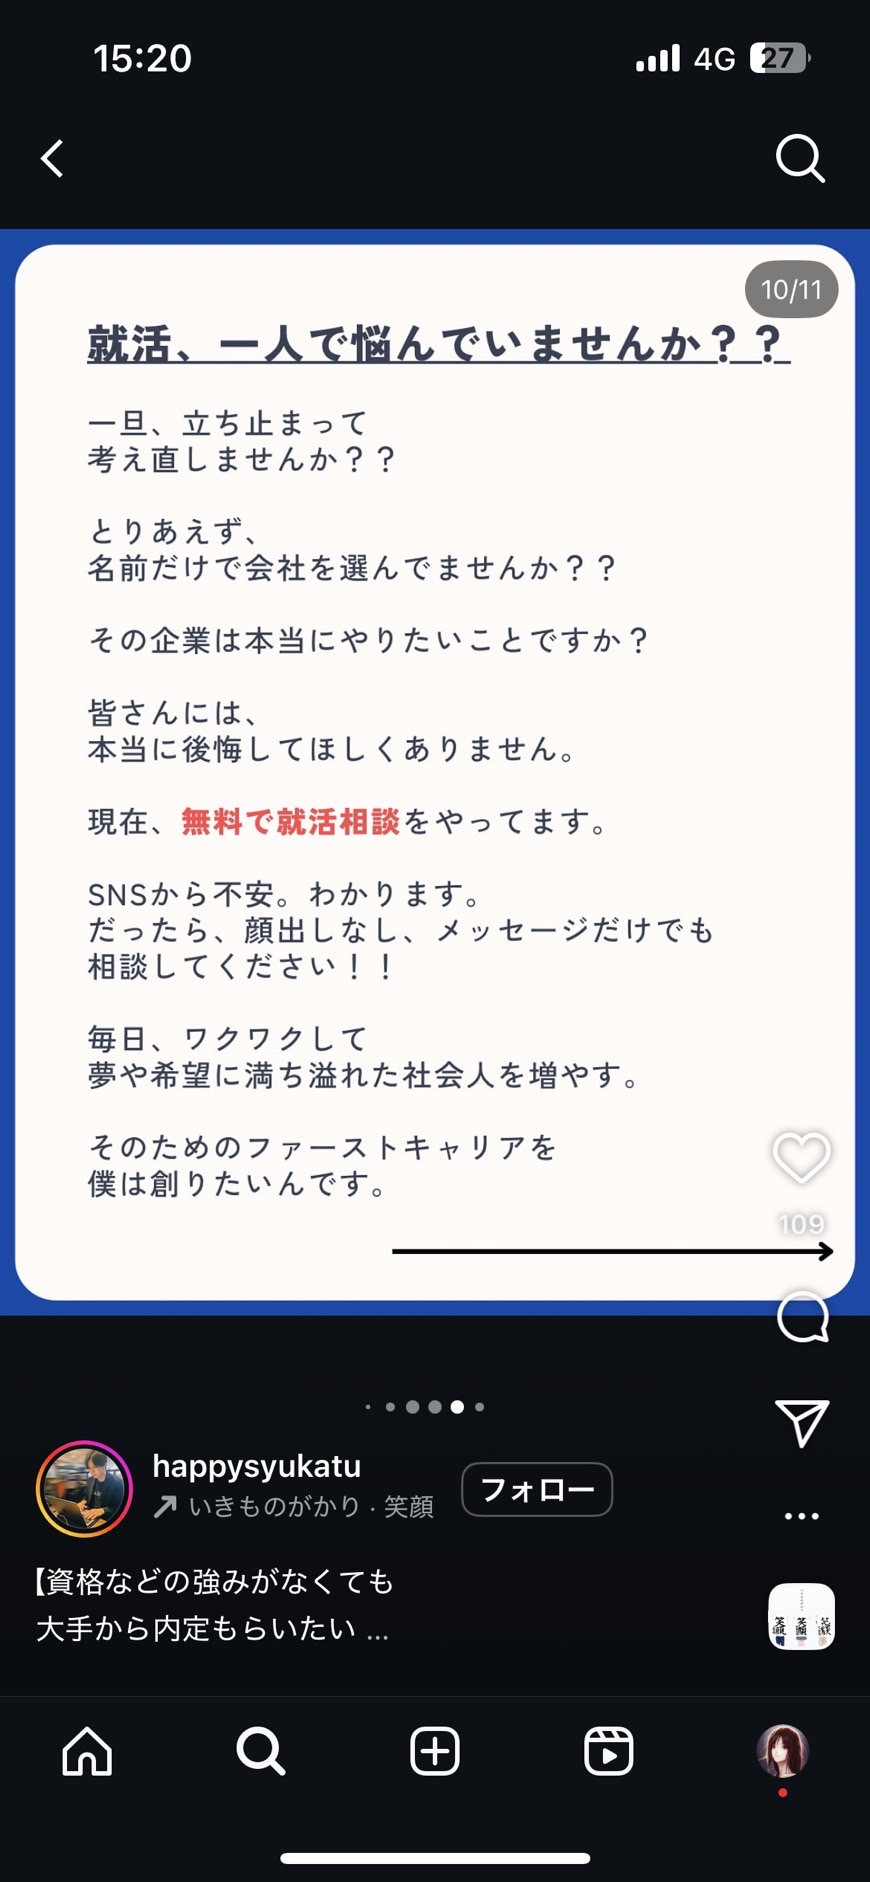 15:20
4G 27
10/11
就活、一人で悩んでいませんか？？
一旦、立ち止まって
考え直しませんか？？
とりあえず、
名前だけで会社を選んでませんか？？
その企業は本当にやりたいことですか？
皆さんには、
本当に後悔してほしくありません。
現在、無料で就活相談をやってます。
SNSから不安。わかります。
だったら、顔出しなし、メッセージだけでも
相談してください！！
毎日、ワクワクして
夢や希望に満ち溢れた社会人を増やす。
そのためのファーストキャリアを
僕は創りたいんです。
109
happysyukatu
いきものがかり · 笑顔
フォロー
【資格などの強みがなくても
大手から内定もらいたい ...
笑顔 笑顔 笑顔